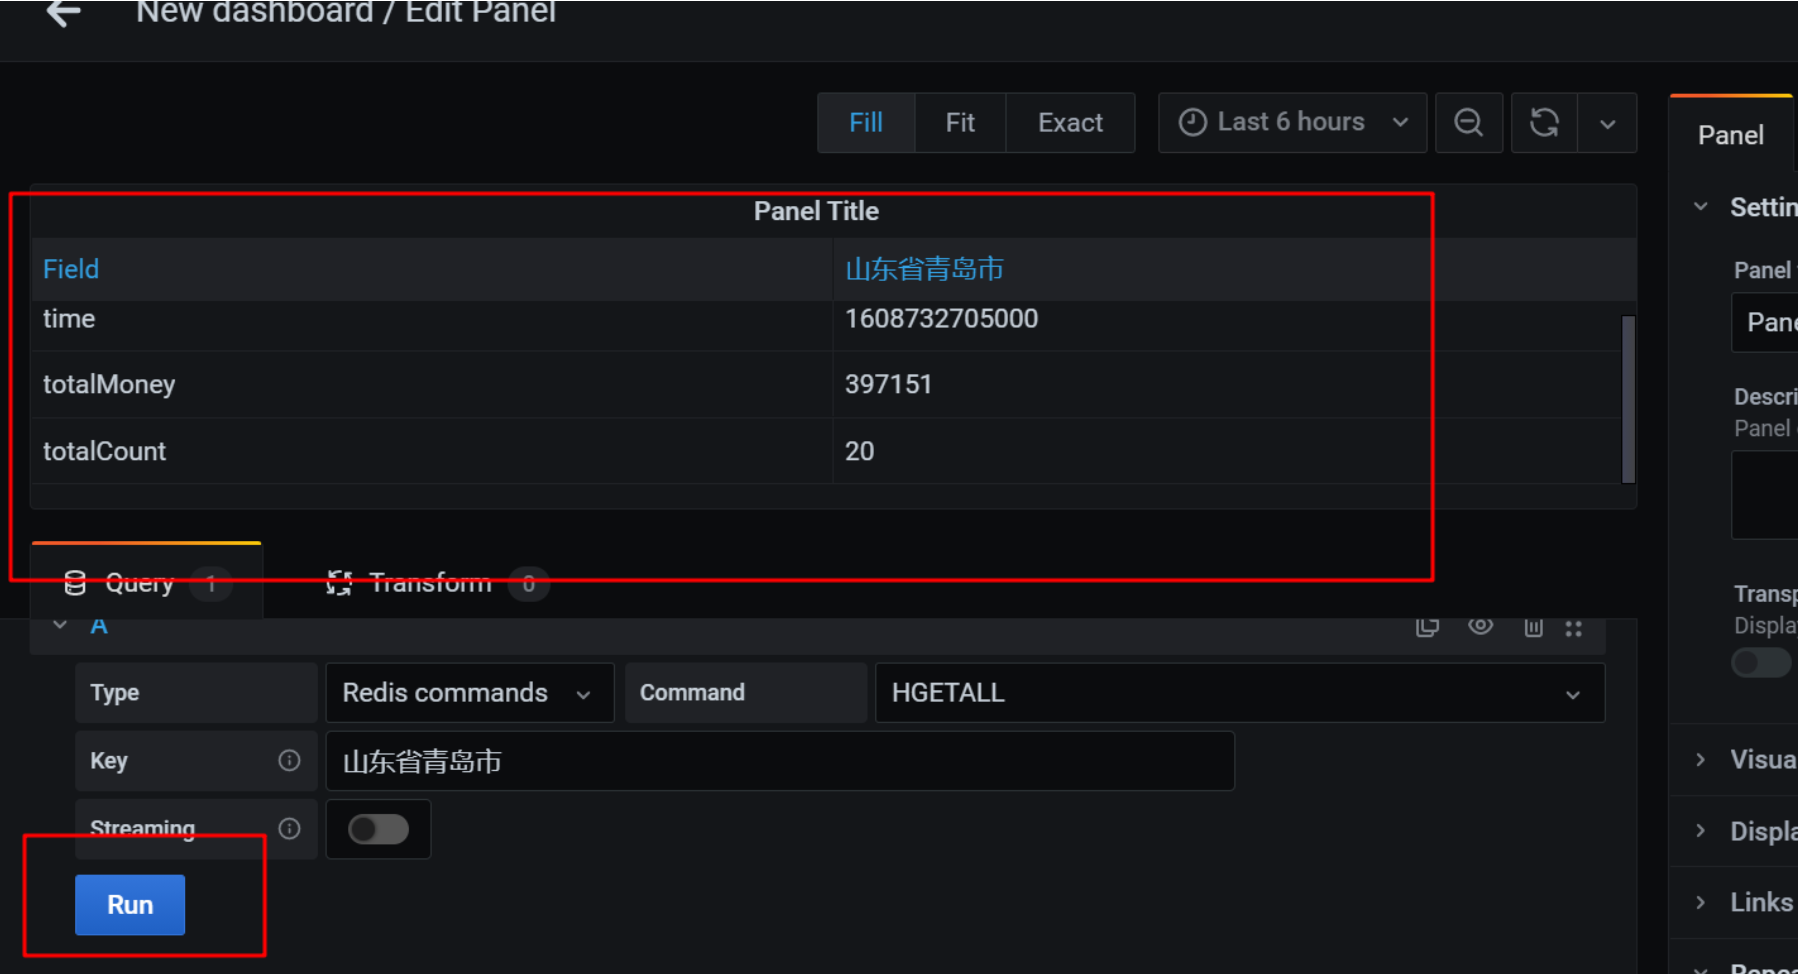 New dashboard / Edit Panel
Fill Fit Exact Last 6 hours
Panel
Panel Title
Field 山东省青岛市
time 1608732705000
totalMoney 397151
totalCount 20
Query 1 Transform 0
A
Type Redis commands Command HGETALL
Key 山东省青岛市
Streaming
Run
Settin
Panel
Pane
Descri
Panel
Transp
Displa
Visua
Displa
Links